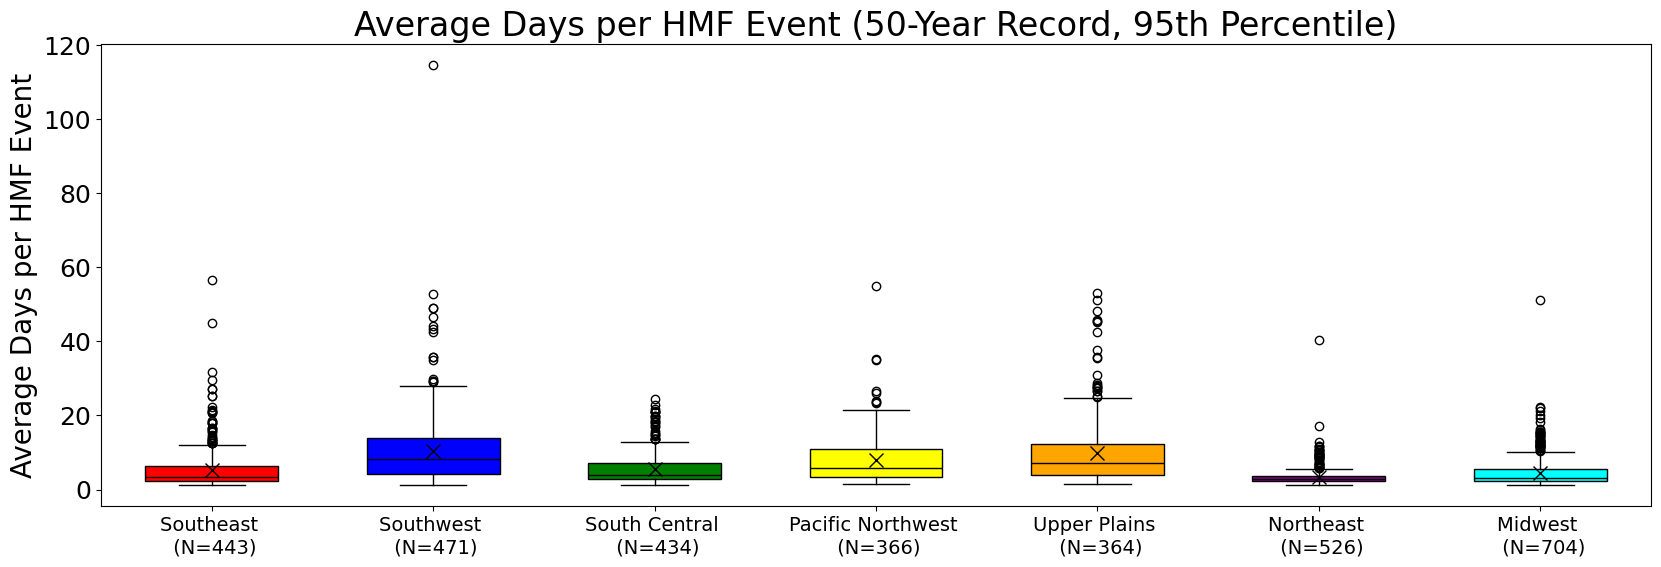 Average Days per HMF Event (50-Year Record, 95th Percentile)
Average Days per HMF Event
120
100
80
60
40
20
0
Southeast
(N=443)
Southwest
(N=471)
South Central
(N=434)
Pacific Northwest
(N=366)
Upper Plains
(N=364)
Northeast
(N=526)
Midwest
(N=704)